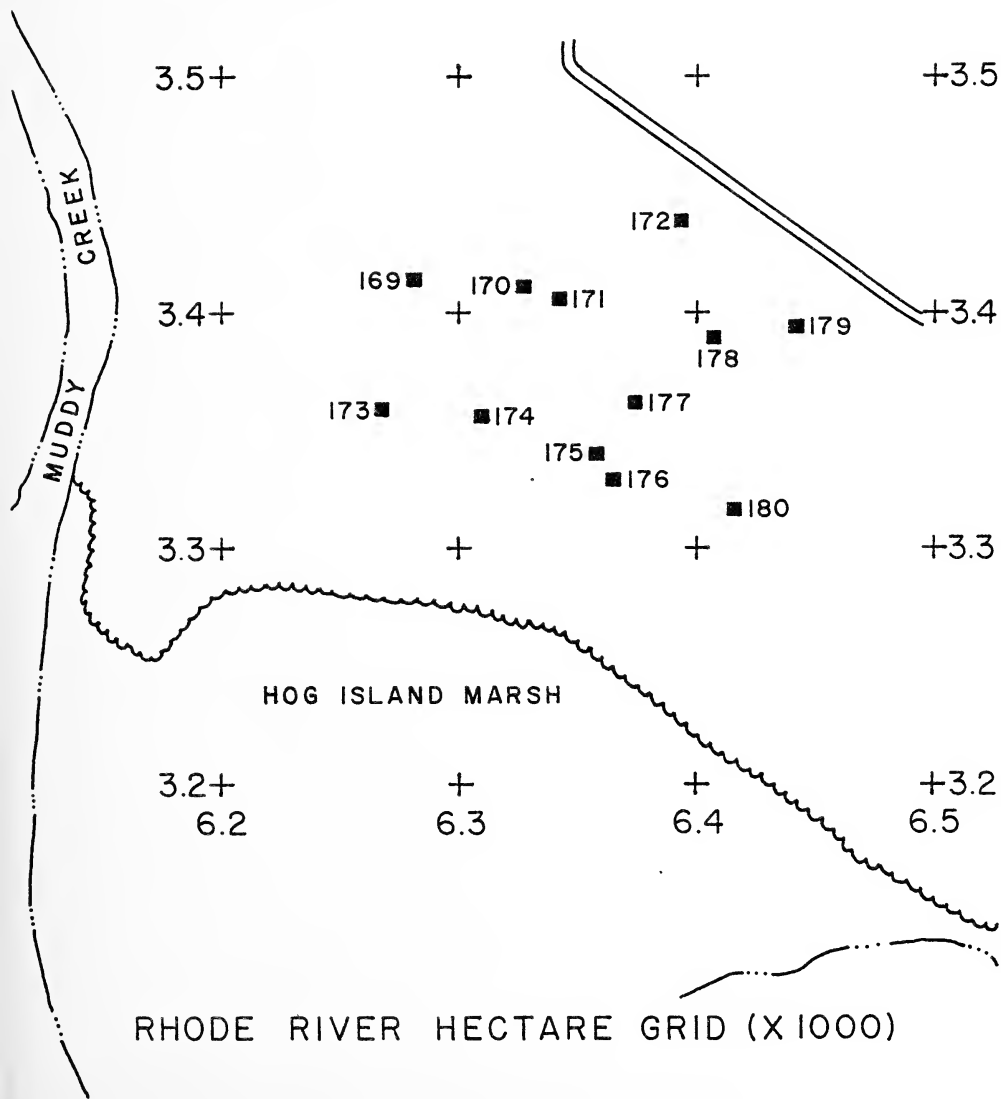 3.5 3.5
CREEK
172
169 170 171
3.4 3.4
179
178
MUDDY
173 174 177
175
176
180
3.3 3.3
HOG ISLAND MARSH
3.2 3.2
6.2 6.3 6.4 6.5
RHODE RIVER HECTARE GRID (X 1000)